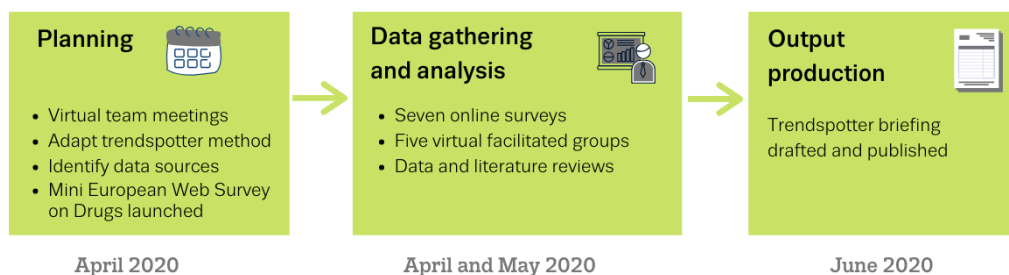 Planning
• Virtual team meetings
• Adapt trendspotter method
• Identify data sources
• Mini European Web Survey
on Drugs launched
April 2020
Data gathering
and analysis
• Seven online surveys
• Five virtual facilitated groups
• Data and literature reviews
April and May 2020
Output
production
Trendspotter briefing
drafted and published
June 2020